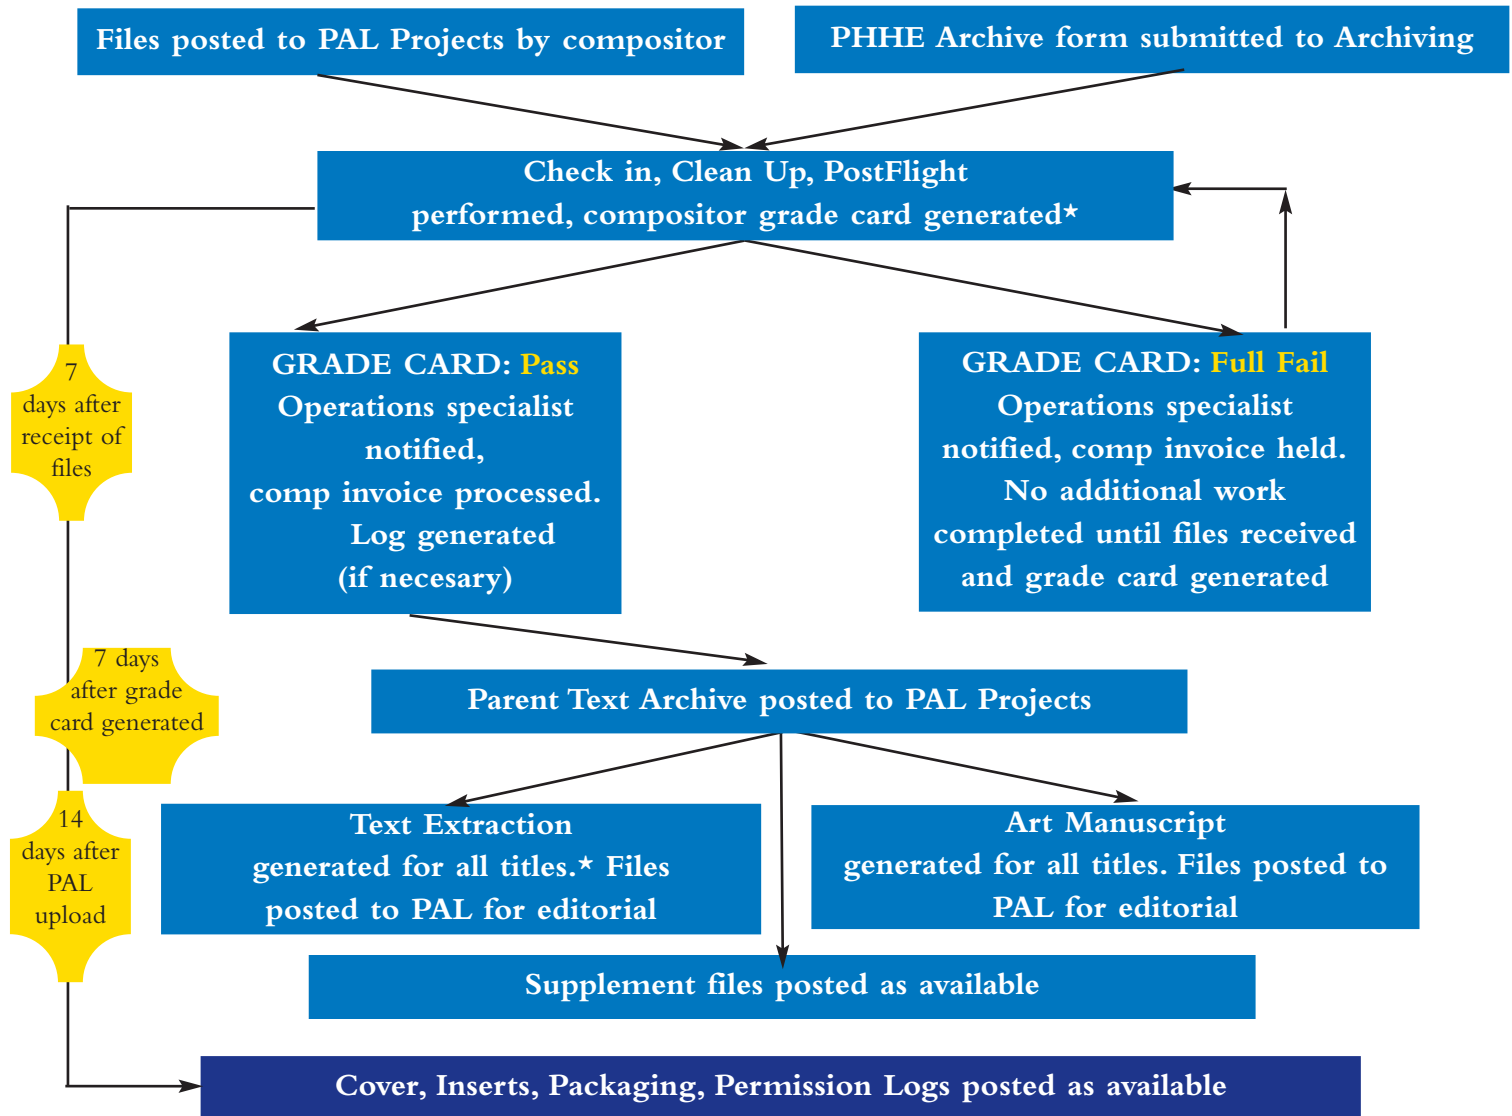 Files posted to PAL Projects by compositor
PHHE Archive form submitted to Archiving
Check in, Clean Up, PostFlight
performed, compositor grade card generated★
7
days after
receipt of
files
GRADE CARD: Pass
Operations specialist
notified,
comp invoice processed.
Log generated
(if necesary)
GRADE CARD: Full Fail
Operations specialist
notified, comp invoice held.
No additional work
completed until files received
and grade card generated
7 days
after grade
card generated
Parent Text Archive posted to PAL Projects
14
days after
PAL
upload
Text Extraction
generated for all titles.★ Files
posted to PAL for editorial
Art Manuscript
generated for all titles. Files posted to
PAL for editorial
Supplement files posted as available
Cover, Inserts, Packaging, Permission Logs posted as available